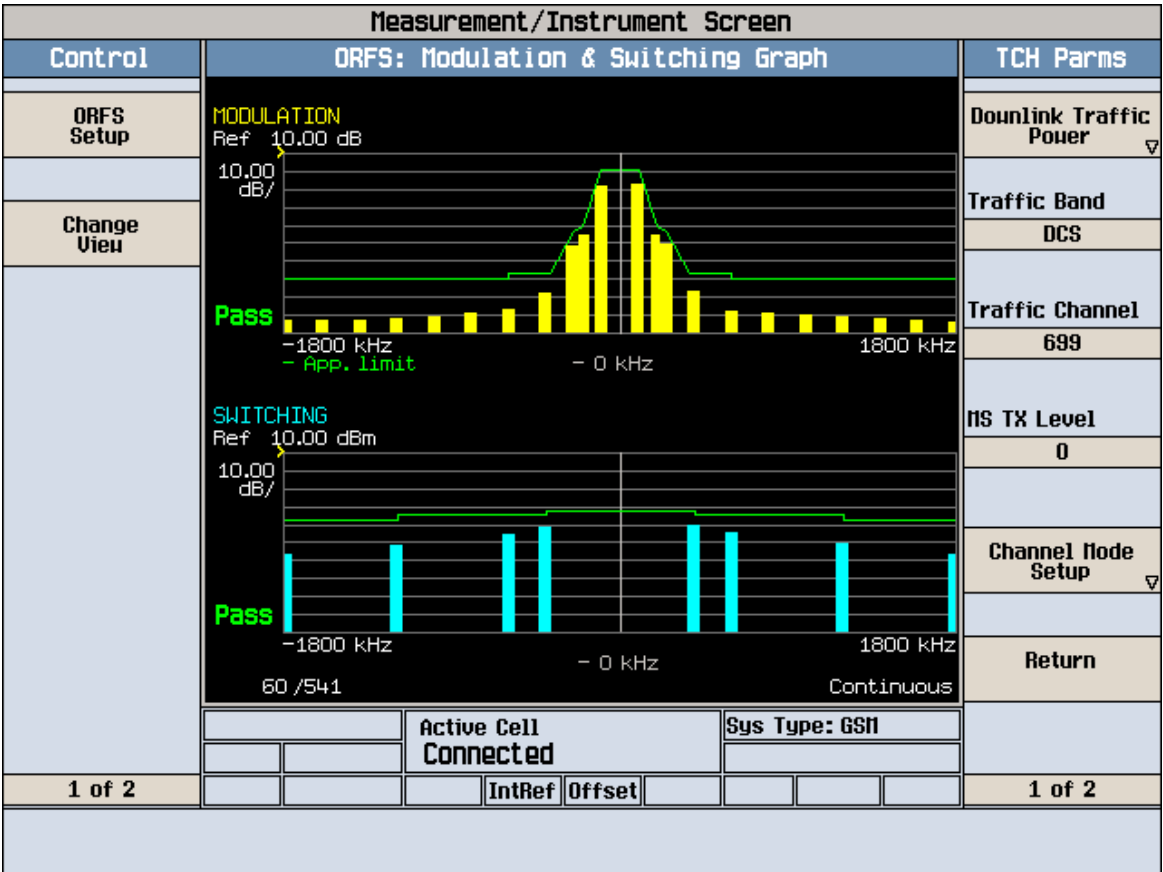 Measurement/Instrument Screen
Control
ORFS: Modulation & Switching Graph
TCH Parms
ORFS
Setup
Change
View
1 of 2
MODULATION
Ref 10.00 dB
10.00
dB/
Pass
-1800 kHz
1800 kHz
- App. limit
- 0 kHz
SWITCHING
Ref 10.00 dBm
10.00
dB/
Pass
-1800 kHz
1800 kHz
- 0 kHz
60 /541
Continuous
Active Cell
Connected
Sys Type: GSM
IntRef
Offset
Downlink Traffic
Power
Traffic Band
DCS
Traffic Channel
699
MS TX Level
0
Channel Mode
Setup
Return
1 of 2